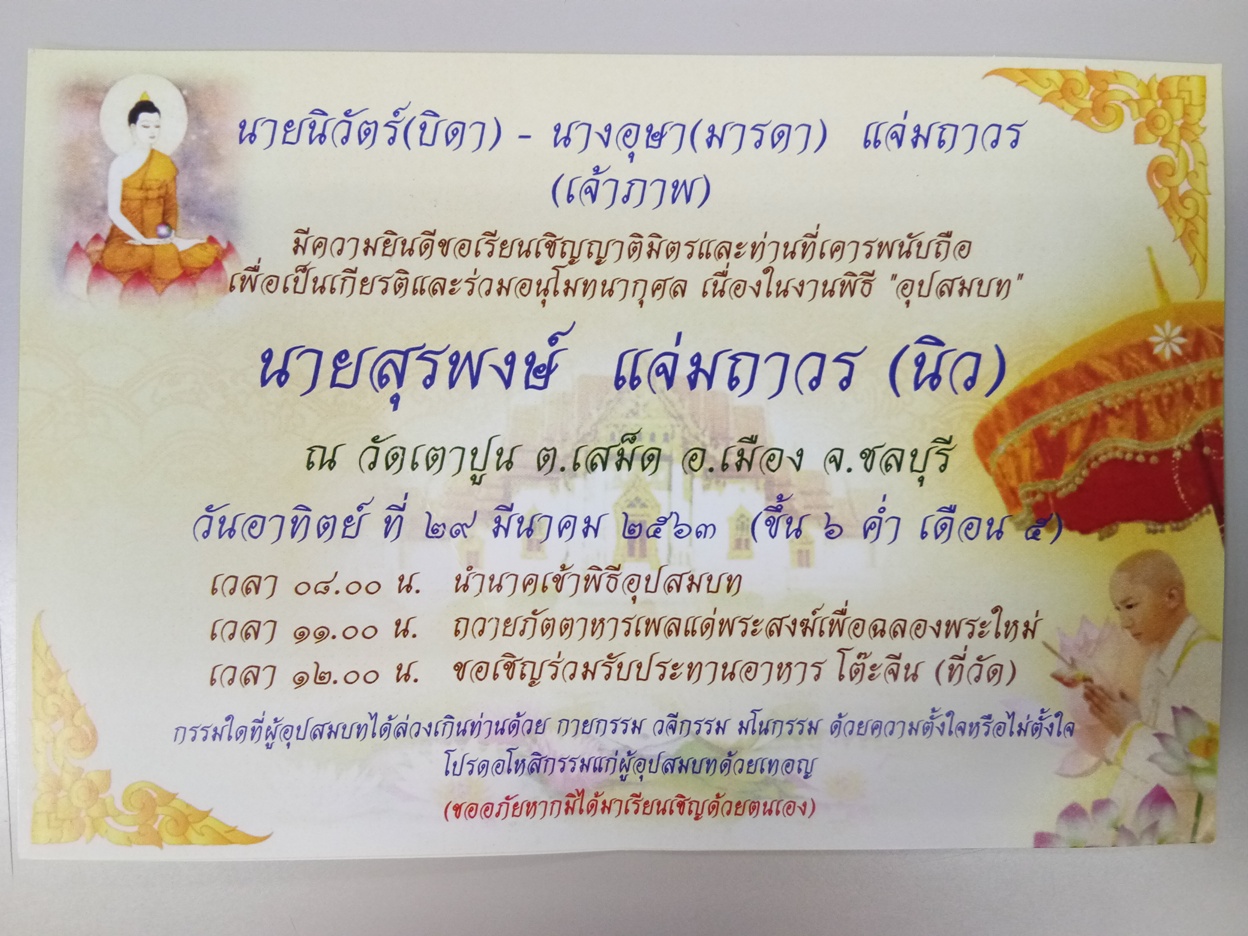 นายนิวัตร์(บิดา) - นางอุษา(มารดา) แจ่มถาวร
(เจ้าภาพ)
มีความยินดีขอเรียนเชิญญาติมิตรและท่านที่เคารพนับถือ
เพื่อเป็นเกียรติและร่วมอนุโมทนากุศล เนื่องในงานพิธี "อุปสมบท"
นายสุรพงษ์ แจ่มถาวร (นิว)
ณ วัดเตาปูน ต.เสม็ด อ.เมือง จ.ชลบุรี
วันอาทิตย์ ที่ ๒๙ มีนาคม ๒๕๖๓ (ขึ้น ๖ ค่ำ เดือน ๕)
เวลา ๐๘.๐๐ น. นำนาคเข้าพิธีอุปสมบท
เวลา ๑๑.๐๐ น. ถวายภัตตาหารเพลแด่พระสงฆ์เพื่อฉลองพระใหม่
เวลา ๑๒.๐๐ น. ขอเชิญร่วมรับประทานอาหาร โต๊ะจีน (ที่วัด)
กรรมใดที่ผู้อุปสมบทได้ล่วงเกินท่านด้วย กายกรรม วจีกรรม มโนกรรม ด้วยความตั้งใจหรือไม่ตั้งใจ
โปรดอโหสิกรรมแก่ผู้อุปสมบทด้วยเทอญ
(ขออภัยหากมิได้มาเรียนเชิญด้วยตนเอง)